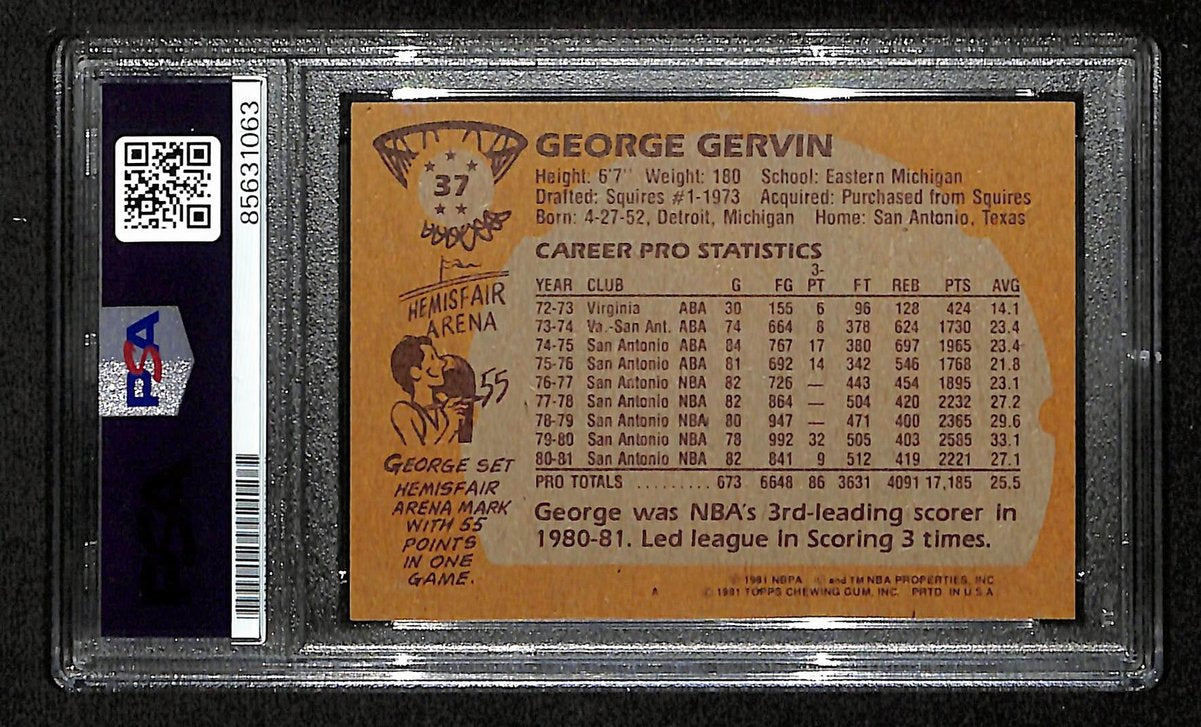 PSA
85631063
37
GEORGE GERVIN
Height: 6'7" Weight: 180 School: Eastern Michigan
Drafted: Squires #1-1973 Acquired: Purchased from Squires
Born: 4-27-52, Detroit, Michigan Home: San Antonio, Texas
CAREER PRO STATISTICS
YEAR CLUB G FG 3-PT FT REB PTS AVG
72-73 Virginia ABA 30 155 6 96 128 424 14.1
73-74 Va.-San Ant. ABA 74 664 8 378 624 1730 23.4
74-75 San Antonio ABA 84 767 17 380 697 1965 23.4
75-76 San Antonio ABA 81 692 14 342 546 1768 21.8
76-77 San Antonio NBA 82 726 — 443 454 1895 23.1
77-78 San Antonio NBA 82 864 — 504 420 2232 27.2
78-79 San Antonio NBA 80 947 — 471 400 2365 29.6
79-80 San Antonio NBA 78 992 32 505 403 2585 33.1
80-81 San Antonio NBA 82 841 9 512 419 2221 27.1
PRO TOTALS ......... 673 6648 86 3631 4091 17,185 25.5
George was NBA's 3rd-leading scorer in
1980-81. Led league in Scoring 3 times.
HEMISFAIR
ARENA
55
GEORGE SET
HEMISFAIR
ARENA MARK
WITH 55
POINTS
IN ONE
GAME.
© 1981 NBPA and TM NBA PROPERTIES, INC
A © 1981 TOPPS CHEWING GUM, INC. PRTD IN U.S.A
PSA